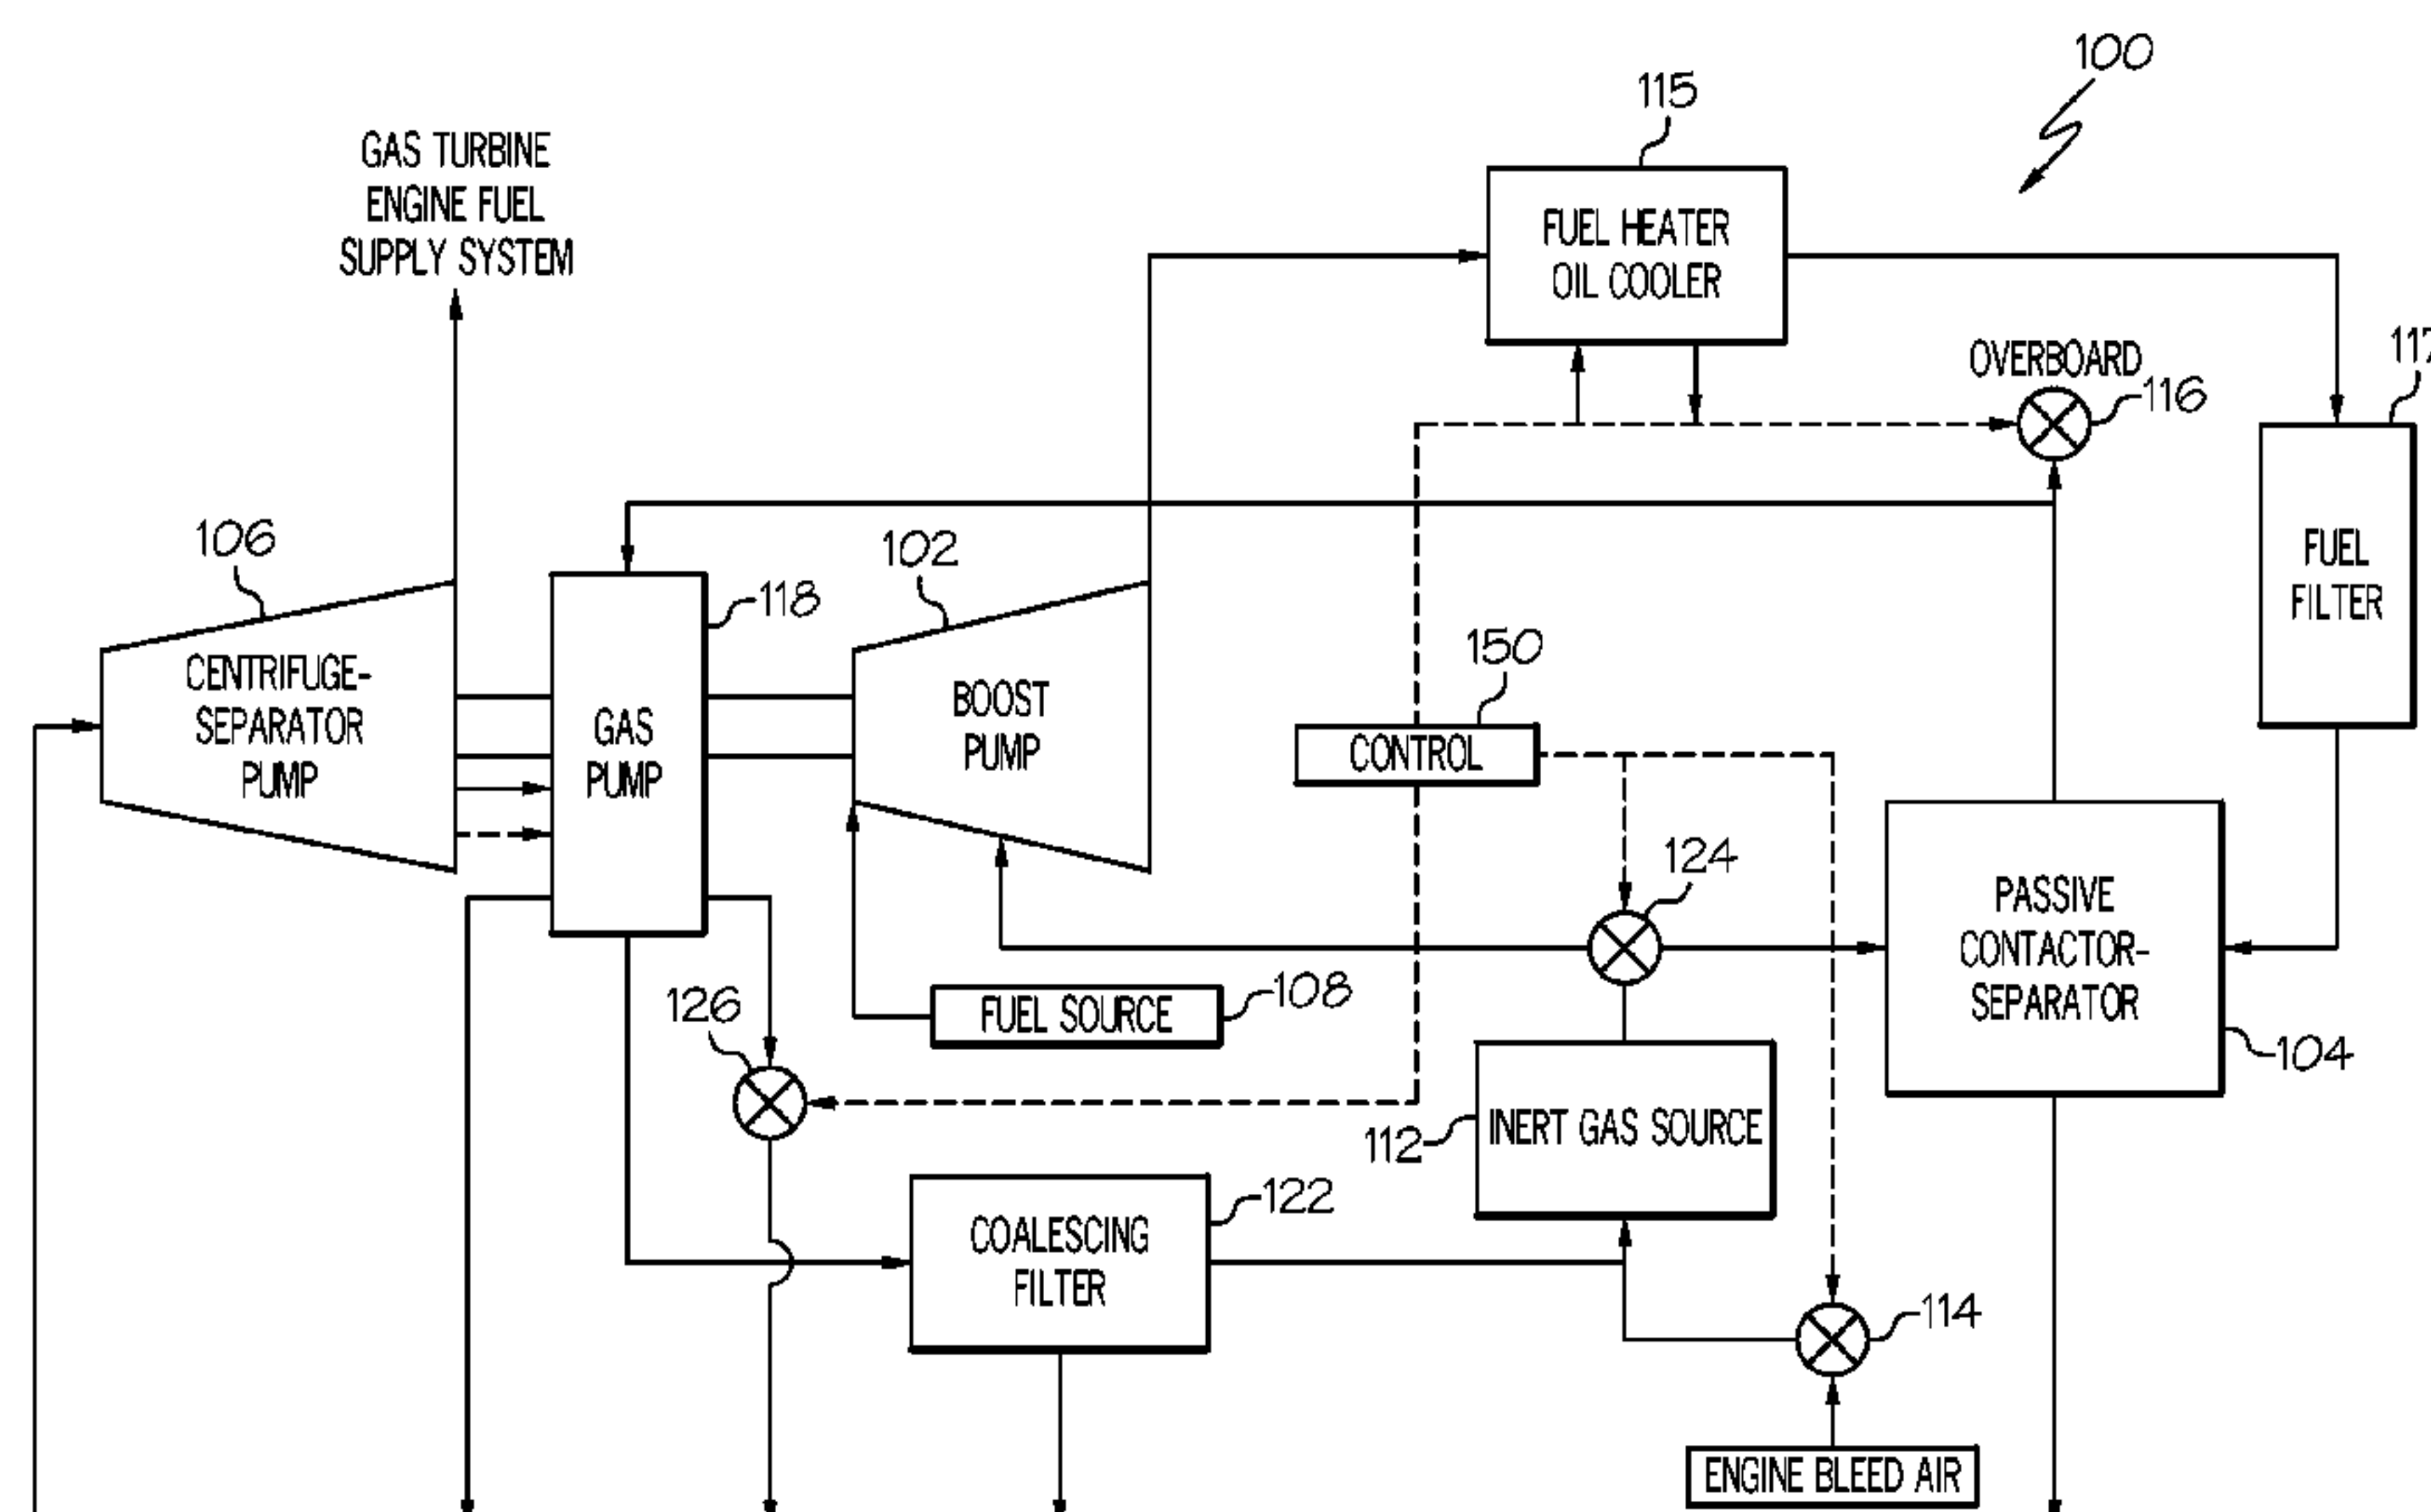 100
115
GAS TURBINE
ENGINE FUEL
SUPPLY SYSTEM
FUEL HEATER
OIL COOLER
117
OVERBOARD
116
106
102
118
FUEL
FILTER
150
CENTRIFUGE-
SEPARATOR
PUMP
GAS
PUMP
BOOST
PUMP
CONTROL
124
PASSIVE
CONTACTOR-
SEPARATOR
126
FUEL SOURCE
108
104
112
INERT GAS SOURCE
122
COALESCING
FILTER
114
ENGINE BLEED AIR